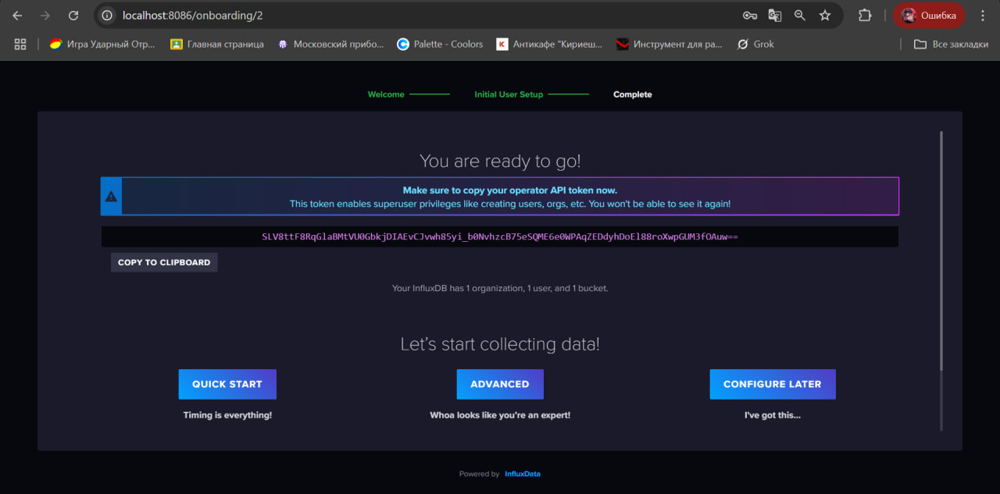 localhost:8086/onboarding/2
Ошибка
Игра Ударный Отр...
Главная страница
Московский прибо...
Palette - Coolors
Антикафе "Кириеш...
Инструмент для ра...
Grok
Все закладки
Welcome
Initial User Setup
Complete
You are ready to go!
Make sure to copy your operator API token now.
This token enables superuser privileges like creating users, orgs, etc. You won't be able to see it again!
SLV8ttF8RqGlaBMtVU0GbkjDIAEvCJvwh85yi_b0NvhzcB75eSQME6e0WPAqZEDdyhDoEl88roXwpGUM3fOAuw==
COPY TO CLIPBOARD
Your InfluxDB has 1 organization, 1 user, and 1 bucket.
Let's start collecting data!
QUICK START
ADVANCED
CONFIGURE LATER
Timing is everything!
Whoa looks like you're an expert!
I've got this...
Powered by InfluxData